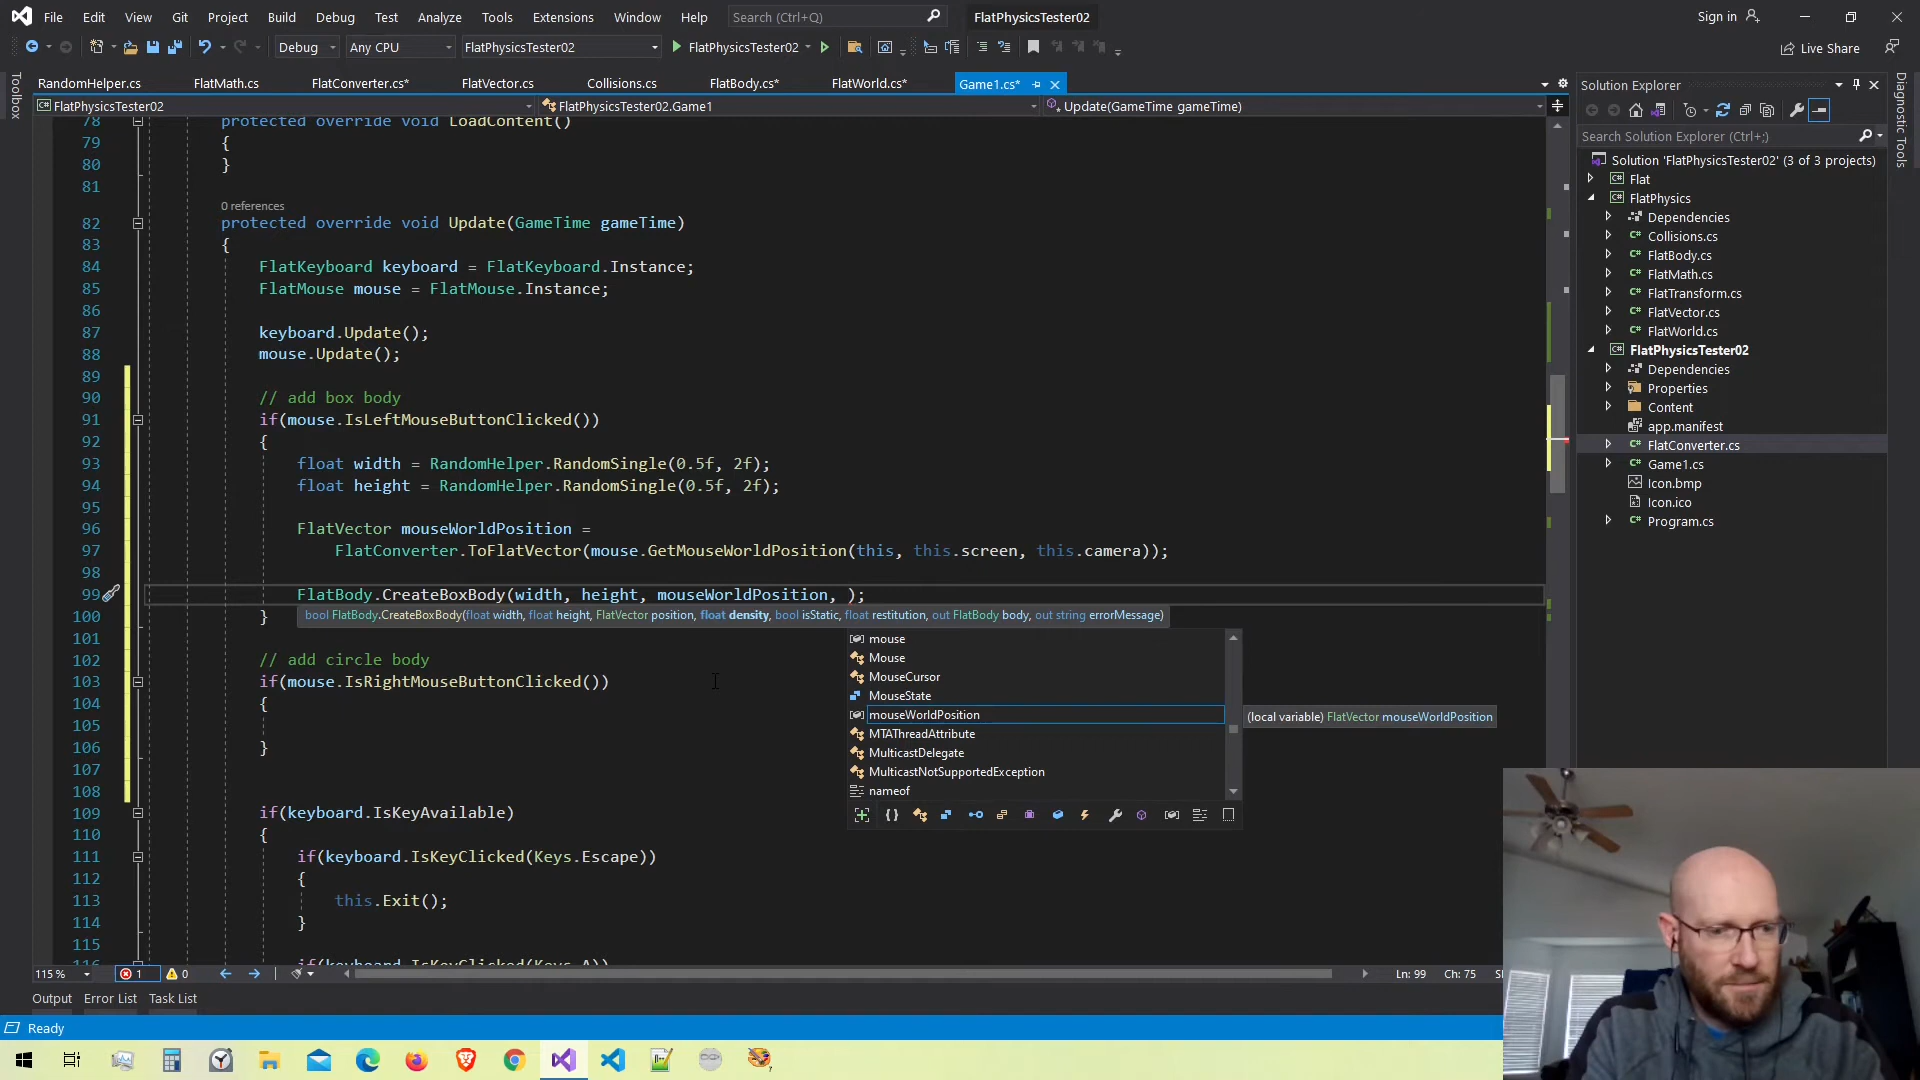 File Edit View Git Project Build Debug Test Analyze Tools Extensions Window Help Search (Ctrl+Q) FlatPhysicsTester02 Sign in
Debug Any CPU FlatPhysicsTester02 FlatPhysicsTester02 Live Share
RandomHelper.cs FlatMath.cs FlatConverter.cs* FlatVector.cs Collisions.cs FlatBody.cs* FlatWorld.cs* Game1.cs*
FlatPhysicsTester02 FlatPhysicsTester02.Game1 Update(GameTime gameTime)
Toolbox
78 protected override void LoadContent()
79 {
80 }
81
0 references
82 protected override void Update(GameTime gameTime)
83 {
84 FlatKeyboard keyboard = FlatKeyboard.Instance;
85 FlatMouse mouse = FlatMouse.Instance;
86
87 keyboard.Update();
88 mouse.Update();
89
90 // add box body
91 if(mouse.IsLeftMouseButtonClicked())
92 {
93 float width = RandomHelper.RandomSingle(0.5f, 2f);
94 float height = RandomHelper.RandomSingle(0.5f, 2f);
95
96 FlatVector mouseWorldPosition =
97 FlatConverter.ToFlatVector(mouse.GetMouseWorldPosition(this, this.screen, this.camera));
98
99 FlatBody.CreateBoxBody(width, height, mouseWorldPosition, );
100 }
bool FlatBody.CreateBoxBody(float width, float height, FlatVector position, float density, bool isStatic, float restitution, out FlatBody body, out string errorMessage)
101
102 // add circle body
103 if(mouse.IsRightMouseButtonClicked())
104 {
105
106 }
107
108
109 if(keyboard.IsKeyAvailable)
110 {
111 if(keyboard.IsKeyClicked(Keys.Escape))
112 {
113 this.Exit();
114 }
115
116 if(keyboard.IsKeyClicked(Keys.A))
mouse
Mouse
MouseCursor
MouseState
mouseWorldPosition
MTAThreadAttribute
MulticastDelegate
MulticastNotSupportedException
nameof
(local variable) FlatVector mouseWorldPosition
Solution Explorer
Search Solution Explorer (Ctrl+;)
Solution 'FlatPhysicsTester02' (3 of 3 projects)
Flat
FlatPhysics
Dependencies
Collisions.cs
FlatBody.cs
FlatMath.cs
FlatTransform.cs
FlatVector.cs
FlatWorld.cs
FlatPhysicsTester02
Dependencies
Properties
Content
app.manifest
FlatConverter.cs
Game1.cs
Icon.bmp
Icon.ico
Program.cs
Diagnostic Tools
115 % 1 0 Ln: 99 Ch: 75
Output Error List Task List
Ready